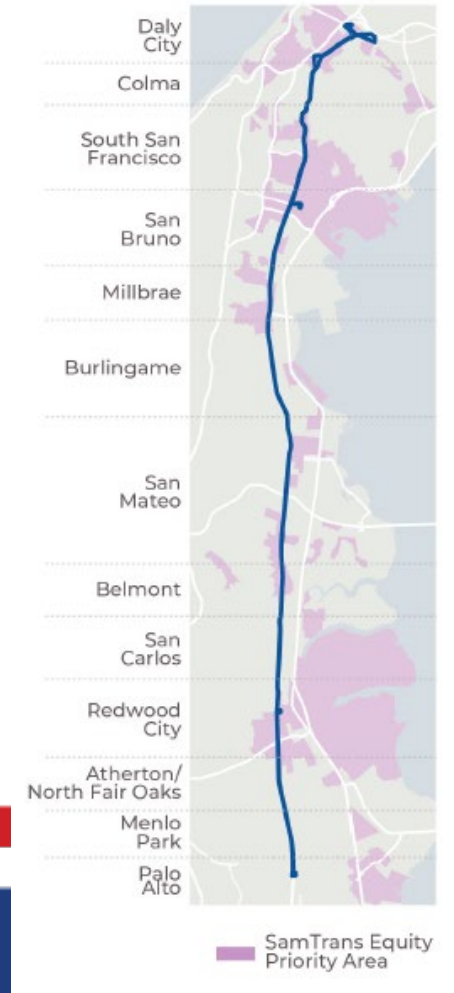 Daly
City
Colma
South San
Francisco
San
Bruno
Millbrae
Burlingame
San
Mateo
Belmont
San
Carlos
Redwood
City
Atherton/
North Fair Oaks
Menlo
Park
Palo
Alto
SamTrans Equity
Priority Area